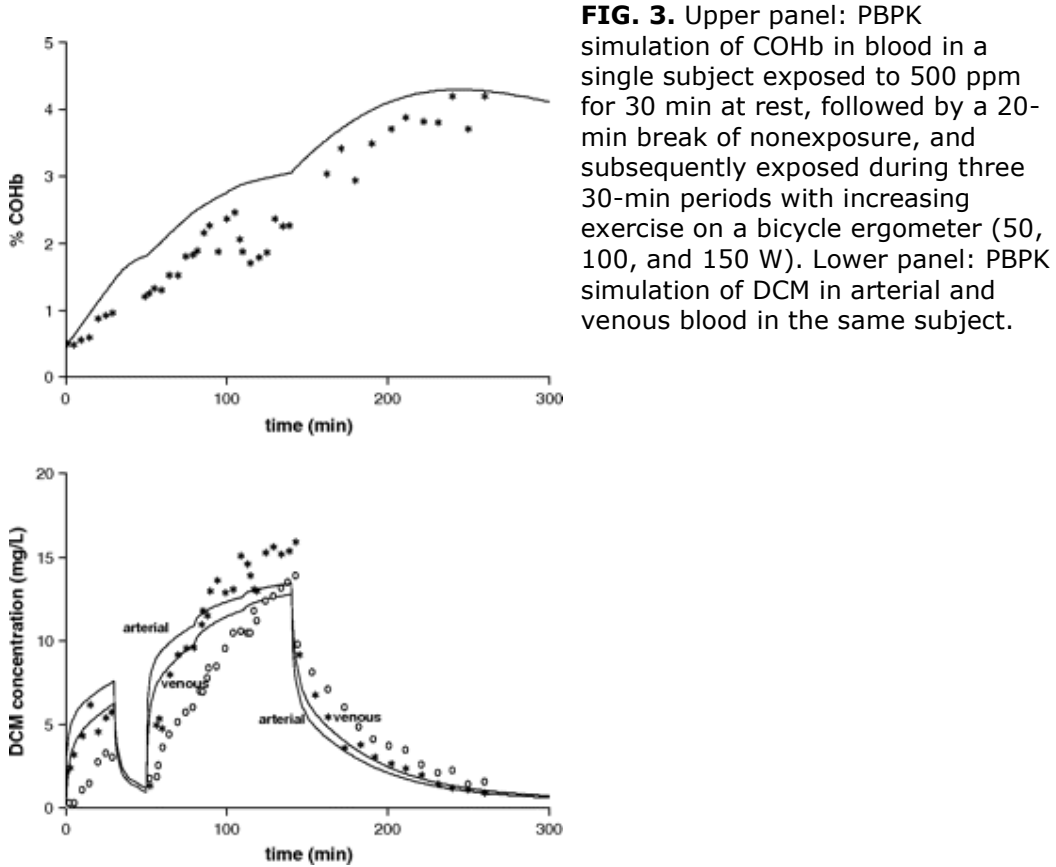 FIG. 3. Upper panel: PBPK
simulation of COHb in blood in a
single subject exposed to 500 ppm
for 30 min at rest, followed by a 20-
min break of nonexposure, and
subsequently exposed during three
30-min periods with increasing
exercise on a bicycle ergometer (50,
100, and 150 W). Lower panel: PBPK
simulation of DCM in arterial and
venous blood in the same subject.
5
4
3
2
1
0
% COHb
0 100 200 300
time (min)
20
15
10
5
0
DCM concentration (mg/L)
arterial
venous
arterial venous
0 100 200 300
time (min)